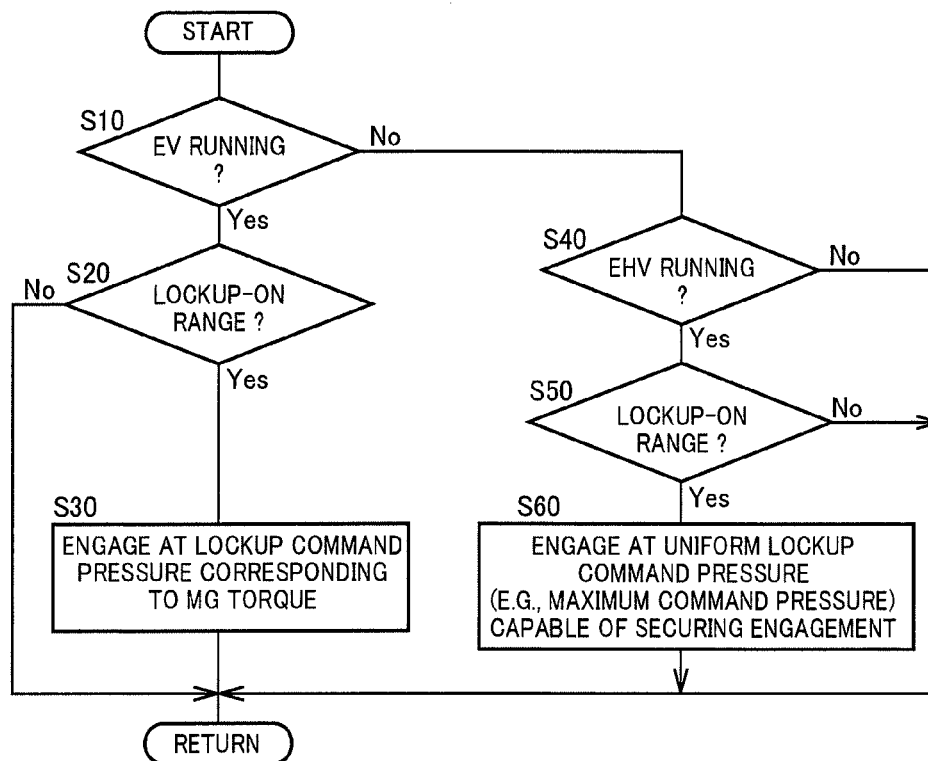 START
S10
EV RUNNING
?
No
Yes
S20
No
LOCKUP-ON
RANGE ?
Yes
S30
ENGAGE AT LOCKUP COMMAND
PRESSURE CORRESPONDING
TO MG TORQUE
S40
EHV RUNNING
?
No
Yes
S50
LOCKUP-ON
RANGE ?
No
Yes
S60
ENGAGE AT UNIFORM LOCKUP
COMMAND PRESSURE
(E.G., MAXIMUM COMMAND PRESSURE)
CAPABLE OF SECURING ENGAGEMENT
RETURN